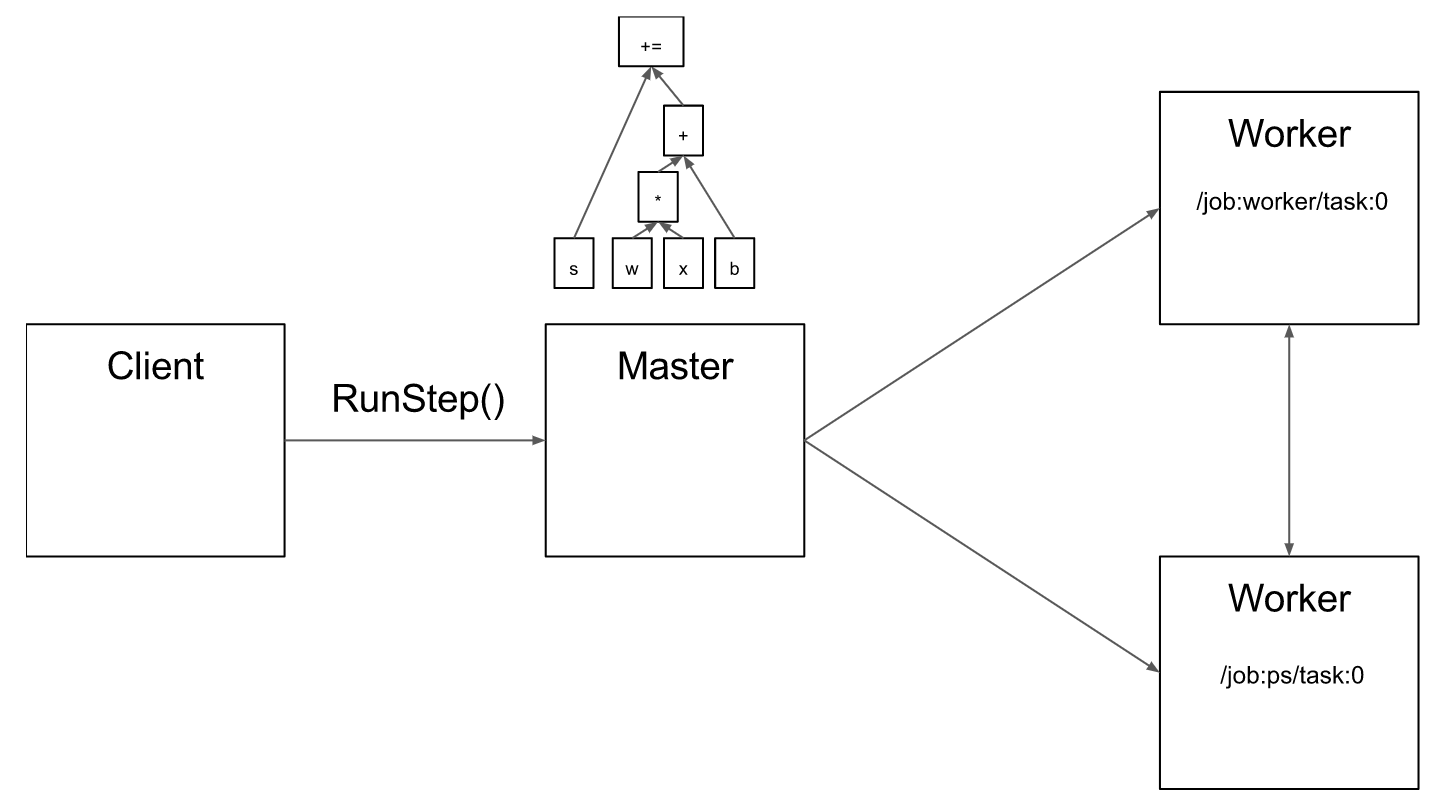 +=
+
*
s w x b
Client
RunStep()
Master
Worker
/job:worker/task:0
Worker
/job:ps/task:0